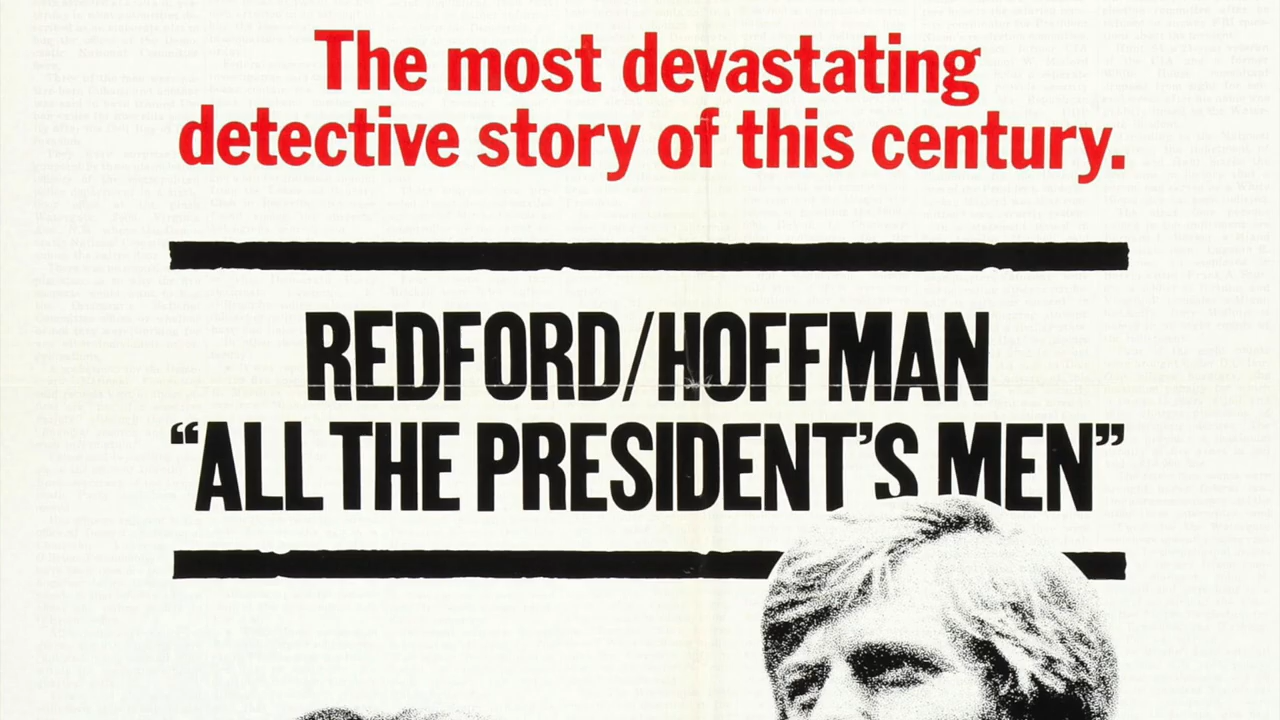 The most devastating
detective story of this century.
REDFORD/HOFFMAN
“ALL THE PRESIDENT’S MEN”